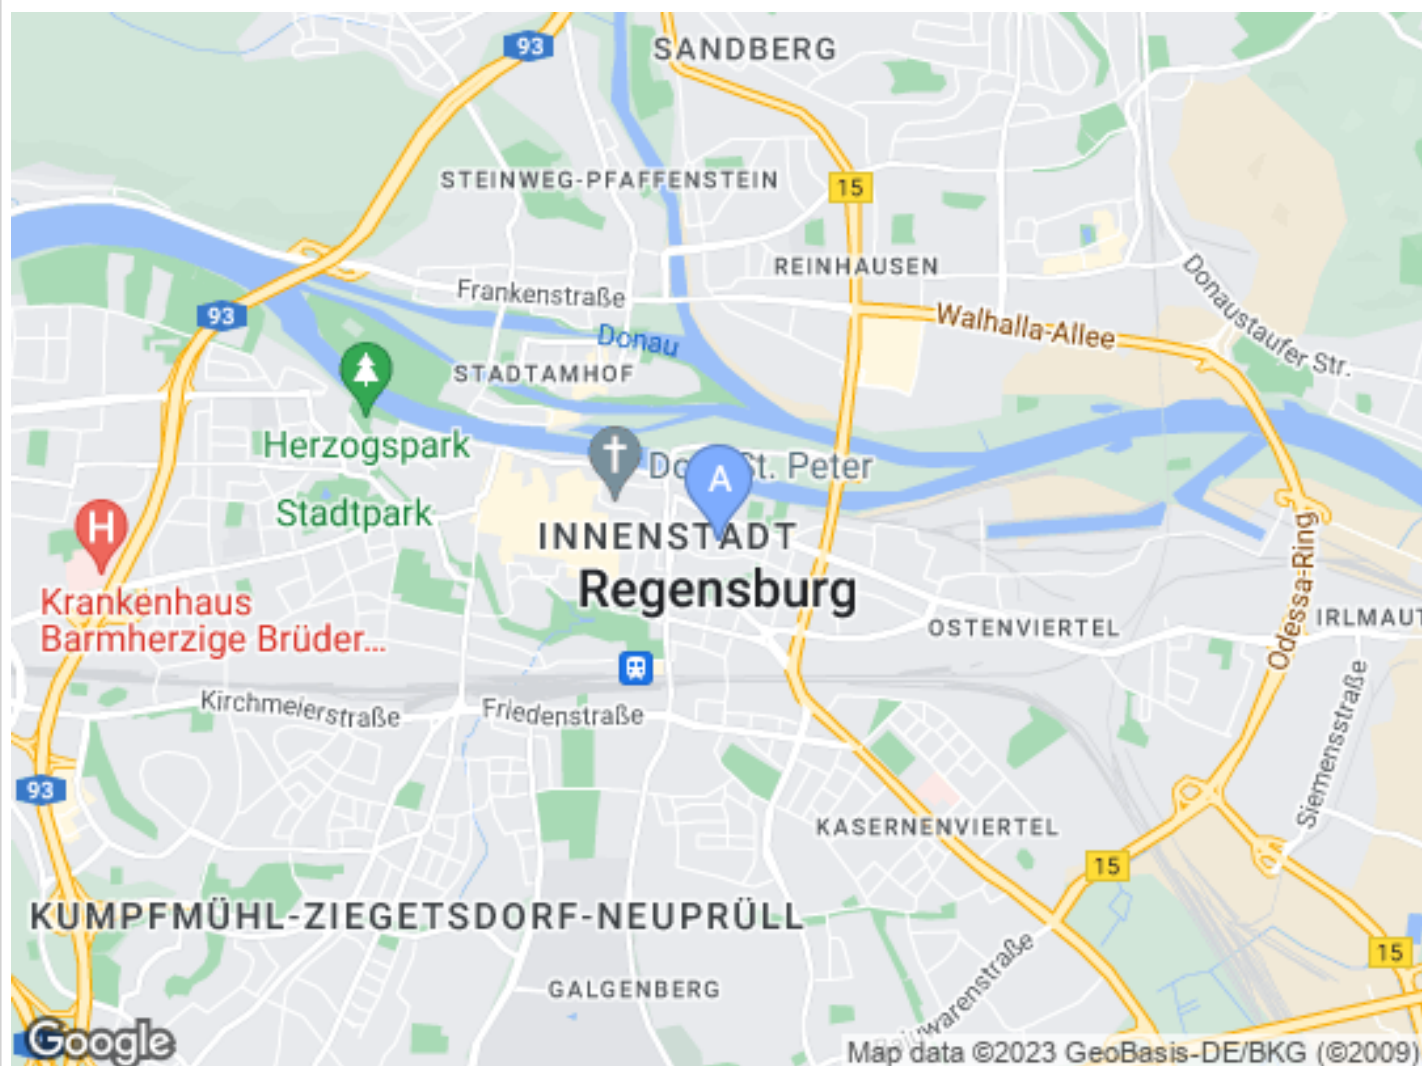 93
SANDBERG
STEINWEG-PFAFFENSTEIN
15
REINHAUSEN
Donaustaufer Str.
Frankenstraße
93
Walhalla-Allee
Donau
STADTAMHOF
Herzogspark
St. Peter
A
Stadtpark
H
INNENSTADT
Regensburg
Odessa-Ring
Krankenhaus
Barmherzige Brüder...
OSTENVIERTEL
IRLMAUT
Kirchmeierstraße
Friedenstraße
Siemensstraße
93
KASERNENVIERTEL
15
KUMPFMÜHL-ZIEGETSDORF-NEUPRÜLL
15
GALGENBERG
Google
Map data ©2023 GeoBasis-DE/BKG (©2009)